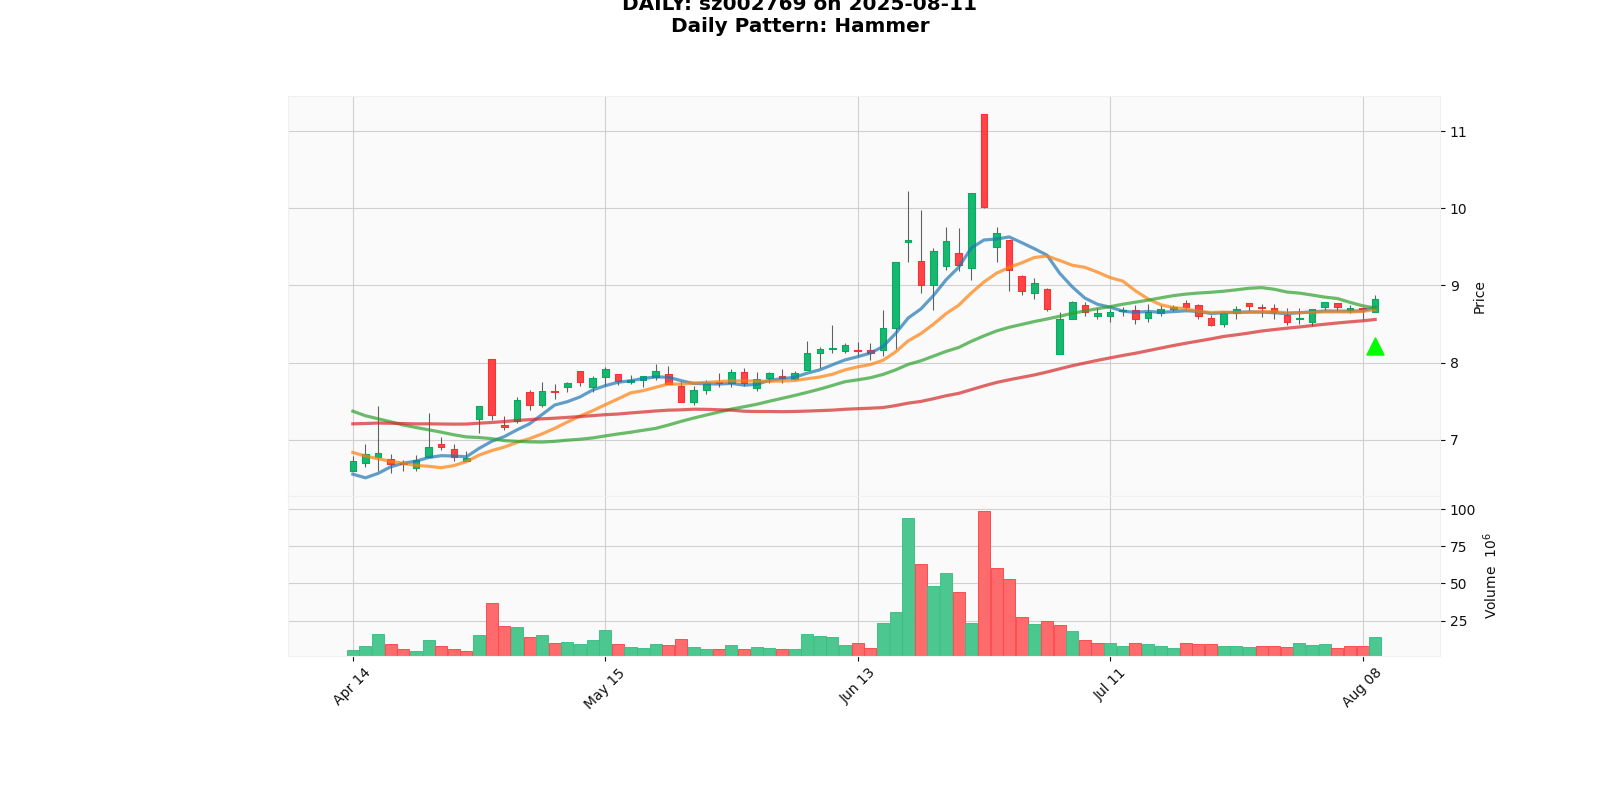 DAILY: sz002769 on 2025-08-11
Daily Pattern: Hammer
11
10
9
8
7
Price
100
75
50
25
Volume 10^6
Apr 14
May 15
Jun 13
Jul 11
Aug 08